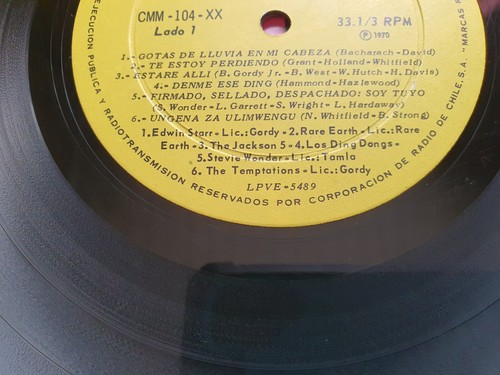 CMM-104-XX
Lado 1
33.1/3 RPM
Ⓟ1970
1.- GOTAS DE LLUVIA EN MI CABEZA (Bacharach-David)
2.- TE ESTOY PERDIENDO (Grant-Holland-Whitfield)
3.- ESTARE ALLI (B. Gordy Jr.- B. West-W. Hutch-H. Davis)
4.- DENME ESE DING (Hammond-Hazlewood)
5.- FIRMADO, SELLADO, DESPACHADO: SOY TUYO
(S. Wonder-L. Garrett-S. Wright-L. Hardaway)
6.- UNGENA ZA ULIMWENGU (N. Whitfield-B. Strong)
1.Edwin Starr-Lic.:Gordy-2.Rare Earth-Lic.:Rare
Earth-3.The Jackson 5-4.Los Ding Dongs-
5.Stevie Wonder-Lic.:Tamla
6. The Temptations-Lic.:Gordy
LPVE-5489
EJECUCION PUBLICA Y RADIOTRANSMISION RESERVADOS POR CORPORACION DE RADIO DE CHILE, S.A. "MARCAS